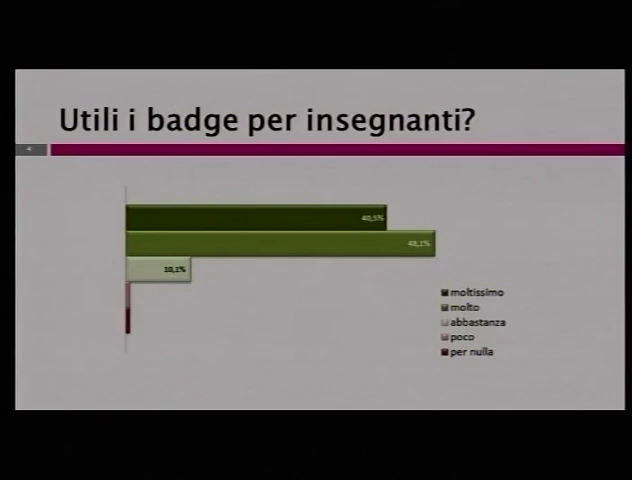 Utili i badge per insegnanti?
40,5%
48,1%
10,1%
moltissimo
molto
abbastanza
poco
per nulla